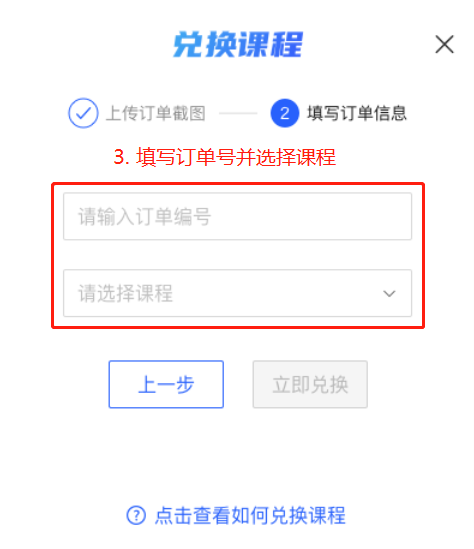 兑换课程
上传订单截图 2 填写订单信息
3. 填写订单号并选择课程
请输入订单编号
请选择课程
上一步 立即兑换
? 点击查看如何兑换课程